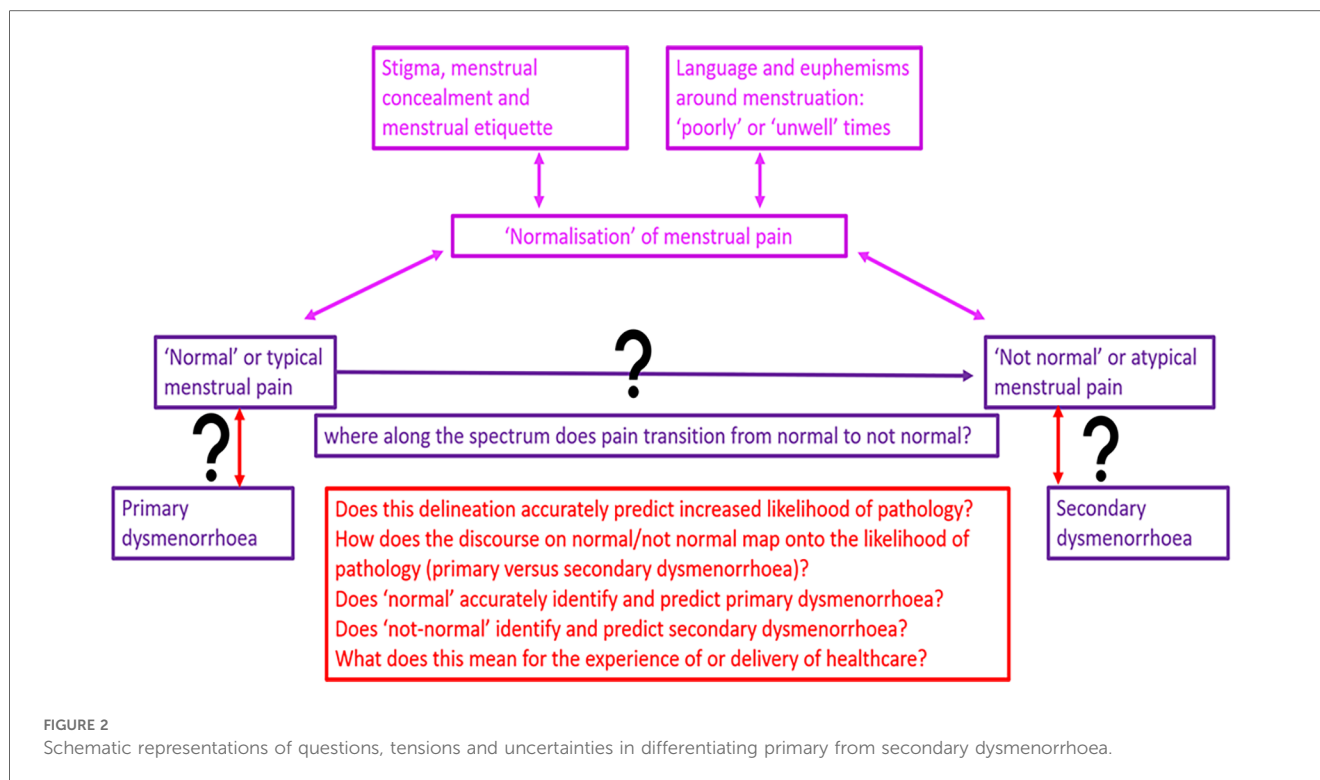 Stigma, menstrual
concealment and
menstrual etiquette
Language and euphemisms
around menstruation:
‘poorly’ or ‘unwell’ times
‘Normalisation’ of menstrual pain
‘Normal’ or typical
menstrual pain
?
‘Not normal’ or atypical
menstrual pain
where along the spectrum does pain transition from normal to not normal?
?
?
Primary
dysmenorrhoea
Does this delineation accurately predict increased likelihood of pathology?
How does the discourse on normal/not normal map onto the likelihood of
pathology (primary versus secondary dysmenorrhoea)?
Does ‘normal’ accurately identify and predict primary dysmenorrhoea?
Does ‘not-normal’ identify and predict secondary dysmenorrhoea?
What does this mean for the experience of or delivery of healthcare?
Secondary
dysmenorrhoea
FIGURE 2
Schematic representations of questions, tensions and uncertainties in differentiating primary from secondary dysmenorrhoea.